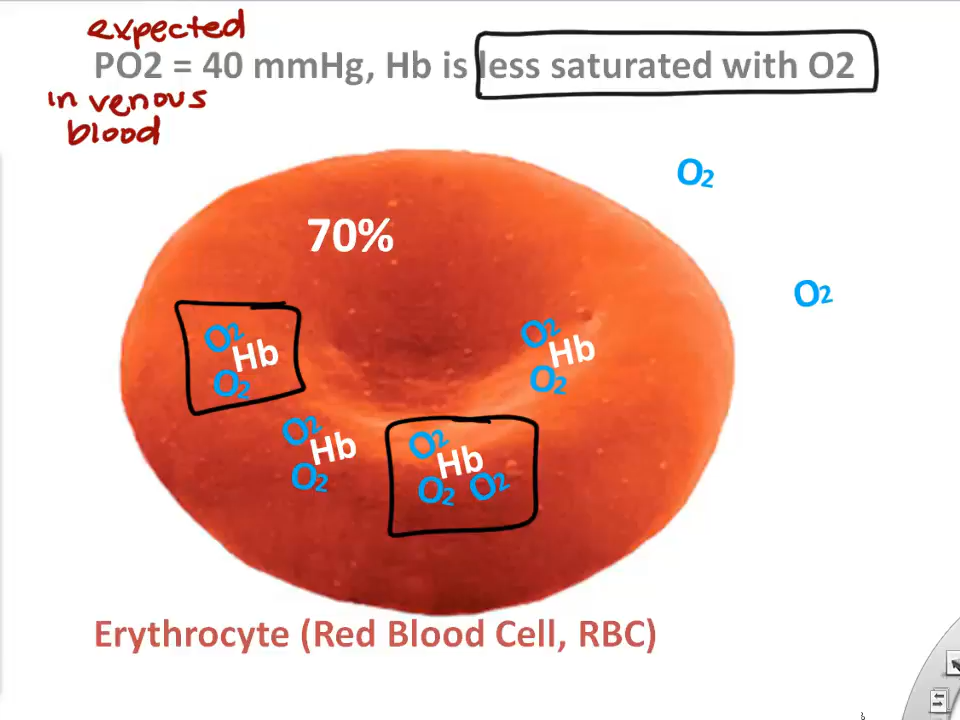 expected
PO2 = 40 mmHg, Hb is less saturated with O2
in venous
blood
O2
70%
O2
O2
Hb
O2
O2
Hb
O2
O2
Hb
O2
O2
Hb
O2 O2
Erythrocyte (Red Blood Cell, RBC)